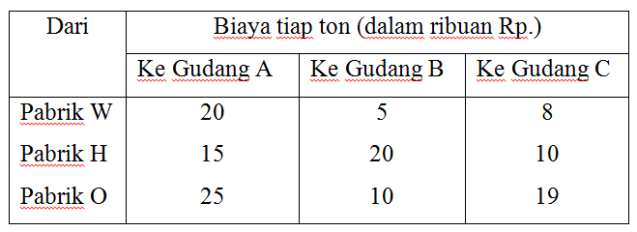 Dari Biaya tiap ton (dalam ribuan Rp.)
Ke Gudang A Ke Gudang B Ke Gudang C
Pabrik W 20 5 8
Pabrik H 15 20 10
Pabrik O 25 10 19